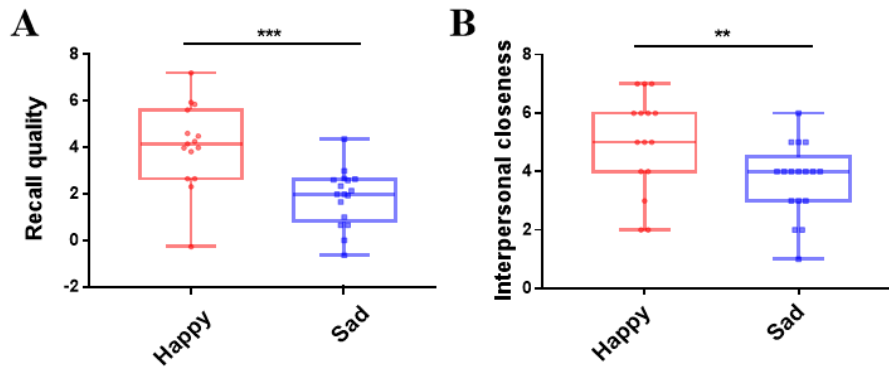 A
***
Recall quality
8
6
4
2
0
-2
Happy
Sad
B
**
Interpersonal closeness
8
6
4
2
0
Happy
Sad